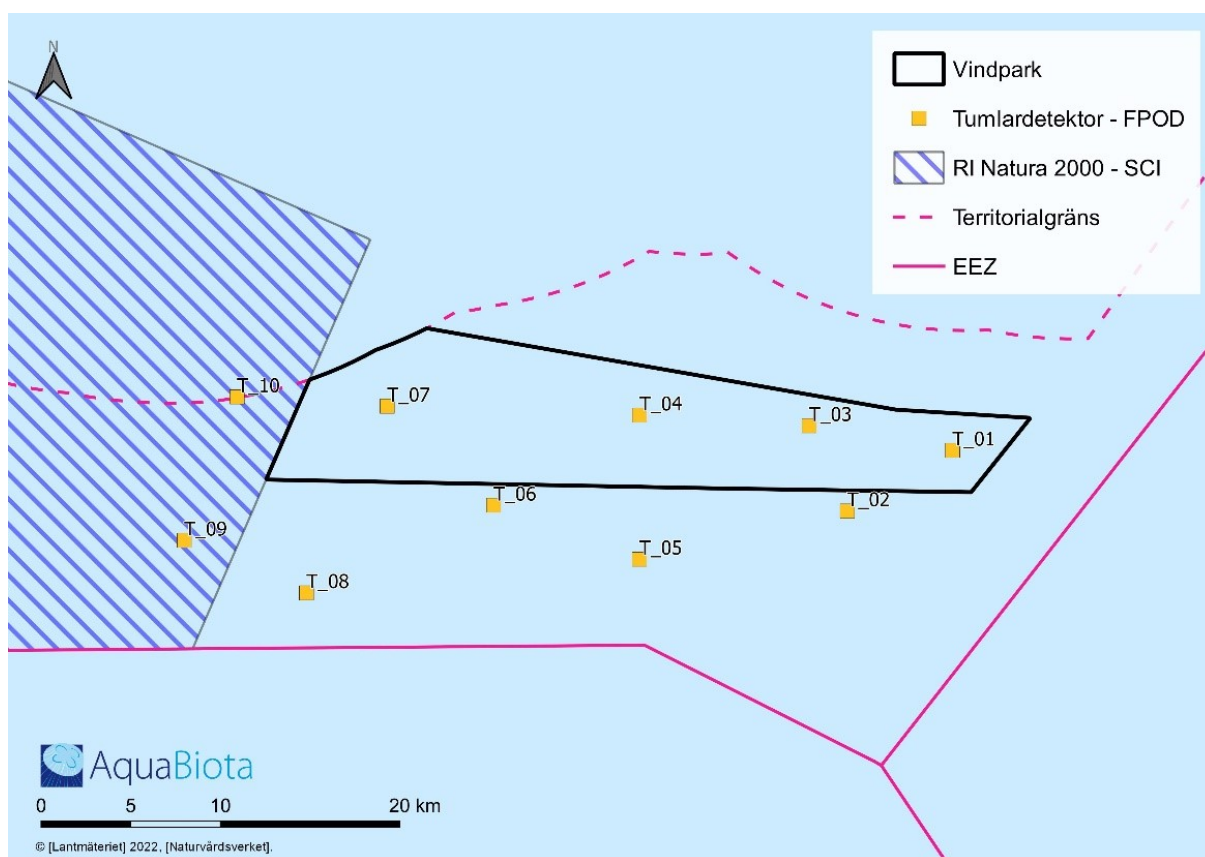 N
Vindpark
Tumlardetektor - FPOD
RI Natura 2000 - SCI
Territorialgräns
EEZ
T_10
T_07
T_04
T_03
T_01
T_06
T_02
T_09
T_05
T_08
AquaBiota
0 5 10 20 km
© [Lantmäteriet] 2022, [Naturvårdsverket].